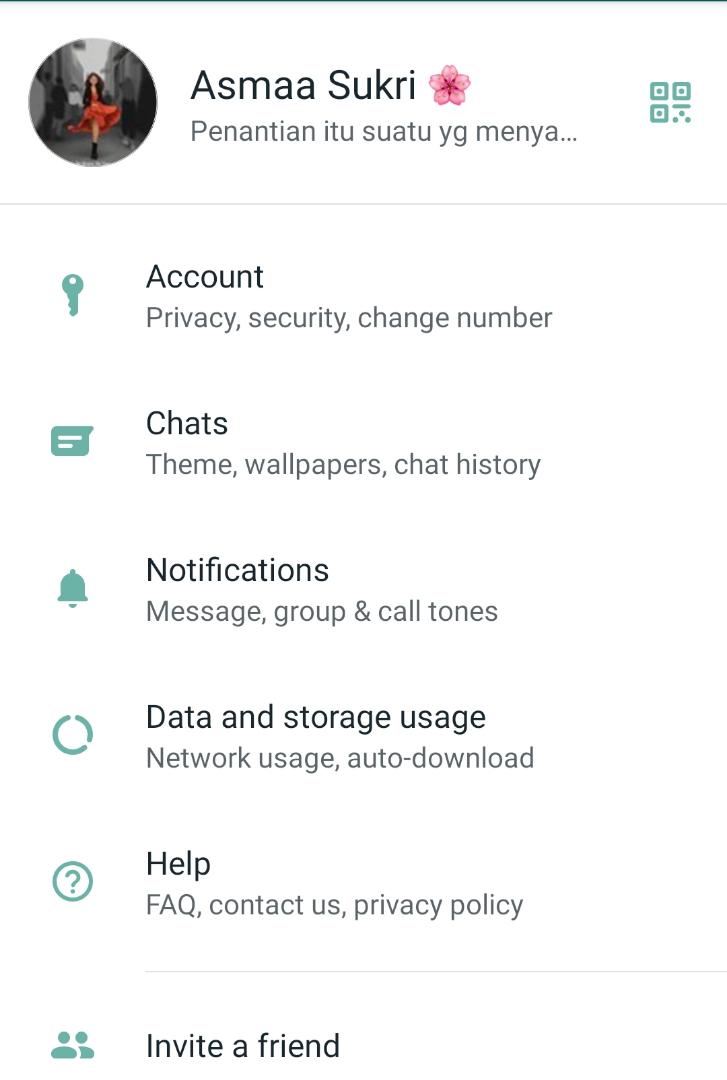 Asmaa Sukri 🌸
Penantian itu suatu yg menya...
Account
Privacy, security, change number
Chats
Theme, wallpapers, chat history
Notifications
Message, group & call tones
Data and storage usage
Network usage, auto-download
Help
FAQ, contact us, privacy policy
Invite a friend